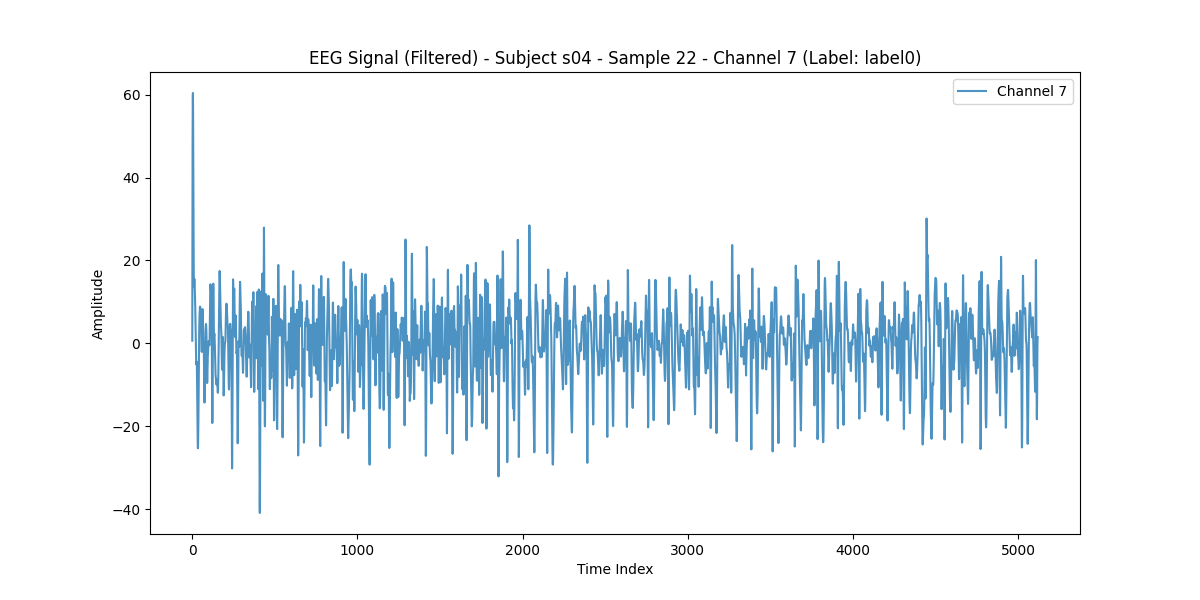 EEG Signal (Filtered) - Subject s04 - Sample 22 - Channel 7 (Label: label0)
Channel 7
60
40
20
0
−20
−40
Amplitude
0 1000 2000 3000 4000 5000
Time Index